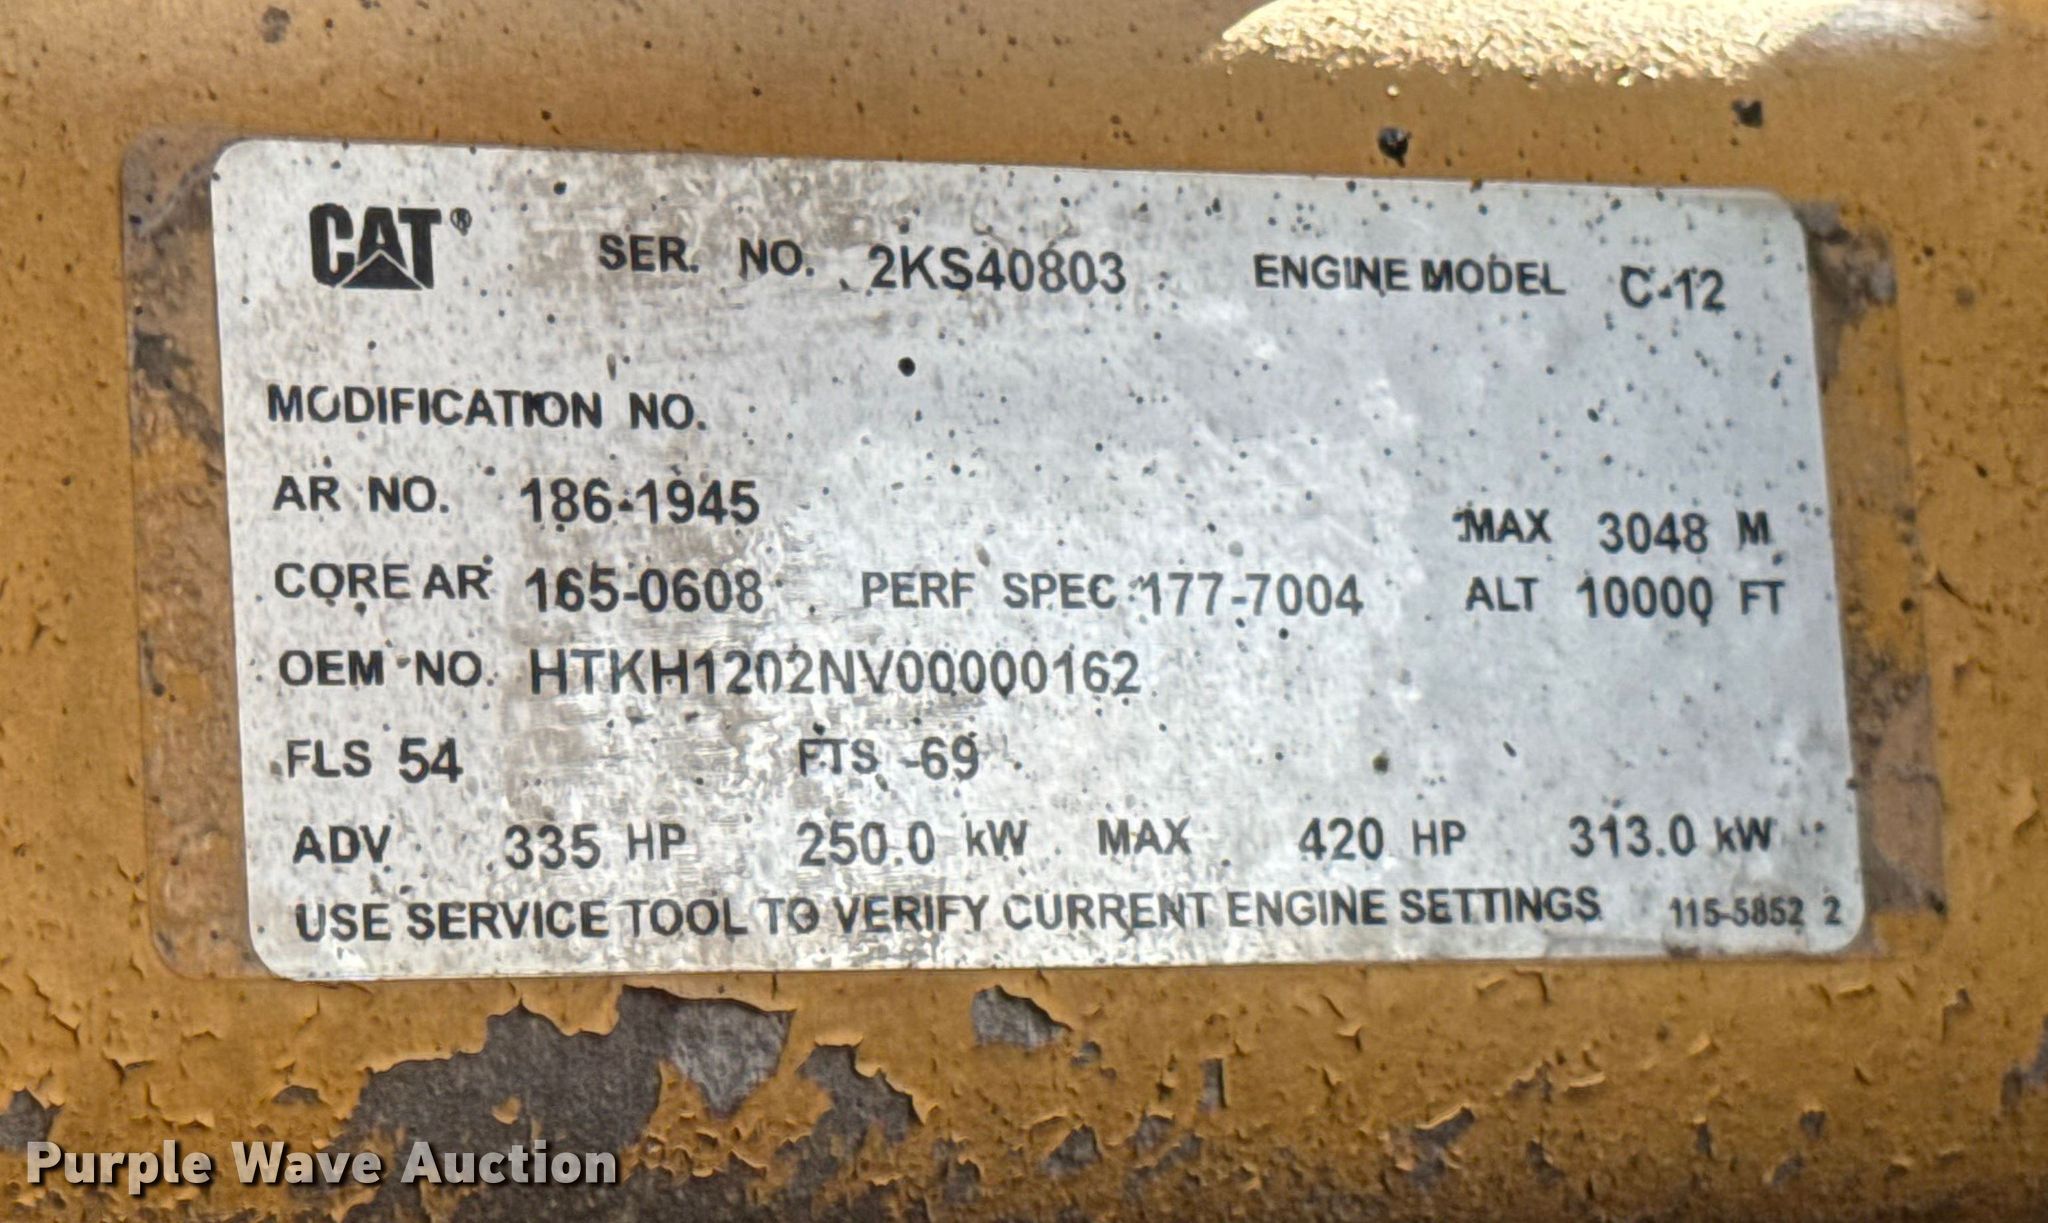 CAT® SER. NO. 2KS40803 ENGINE MODEL C-12
MODIFICATION NO.
AR NO. 186-1945 MAX 3048 M
CORE AR 165-0608 PERF SPEC 177-7004 ALT 10000 FT
OEM NO. HTKH1202NV00000162
FLS 54 FTS -69
ADV 335 HP 250.0 kW MAX 420 HP 313.0 kW
USE SERVICE TOOL TO VERIFY CURRENT ENGINE SETTINGS 115-5852 2
Purple Wave Auction